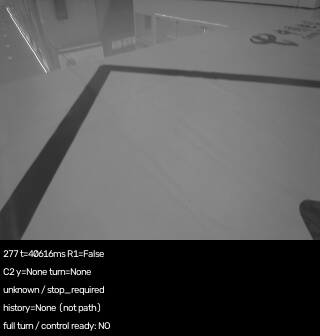 277 t=40616ms R1=False
C2 y=None turn=None
unknown / stop_required
history=None (not path)
full turn / control ready: NO